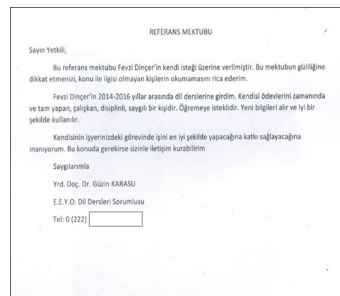 REFERANS MEKTUBU
Sayın Yetkili,
Bu referans mektubu Fevzi Dinçer'in kendi isteği üzerine verilmiştir. Bu mektubun gizliliğine
dikkat etmenizi, konu ile ilgisi olmayan kişilerin okumamasını rica ederim.
Fevzi Dinçer'in 2014-2016 yıllar arasında dil derslerine girdim. Kendisi ödevlerini zamanında
ve tam yapan, çalışkan, disiplinli, saygılı bir kişidir. Öğremeye isteklidir. Yeni bilgileri alır ve iyi bir
şekilde kullanılır.
Kendisinin işyerinizdeki görevinde işini en iyi şekilde yapacağına katkı sağlayacağına
inanıyorum. Bu konuda gerekirse sizinle iletişim kurabilirim
Saygılarımla
Yrd. Doç. Dr. Güzin KARASU
E.E.Y.O. Dil Dersleri Sorumlusu
Tel: 0 (222)